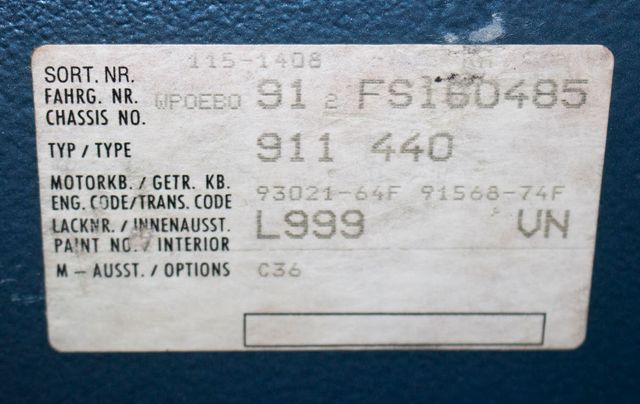 115-1408
SORT. NR.
FAHRG. NR. WPOEBO 91 2 FS160485
CHASSIS NO.
TYP / TYPE 911 440
MOTORKB. / GETR. KB.
ENG. CODE/TRANS. CODE 93021-64F 91568-74F
LACKNR. / INNENAUSST. L999 VN
PAINT NO. / INTERIOR
M – AUSST. / OPTIONS C36